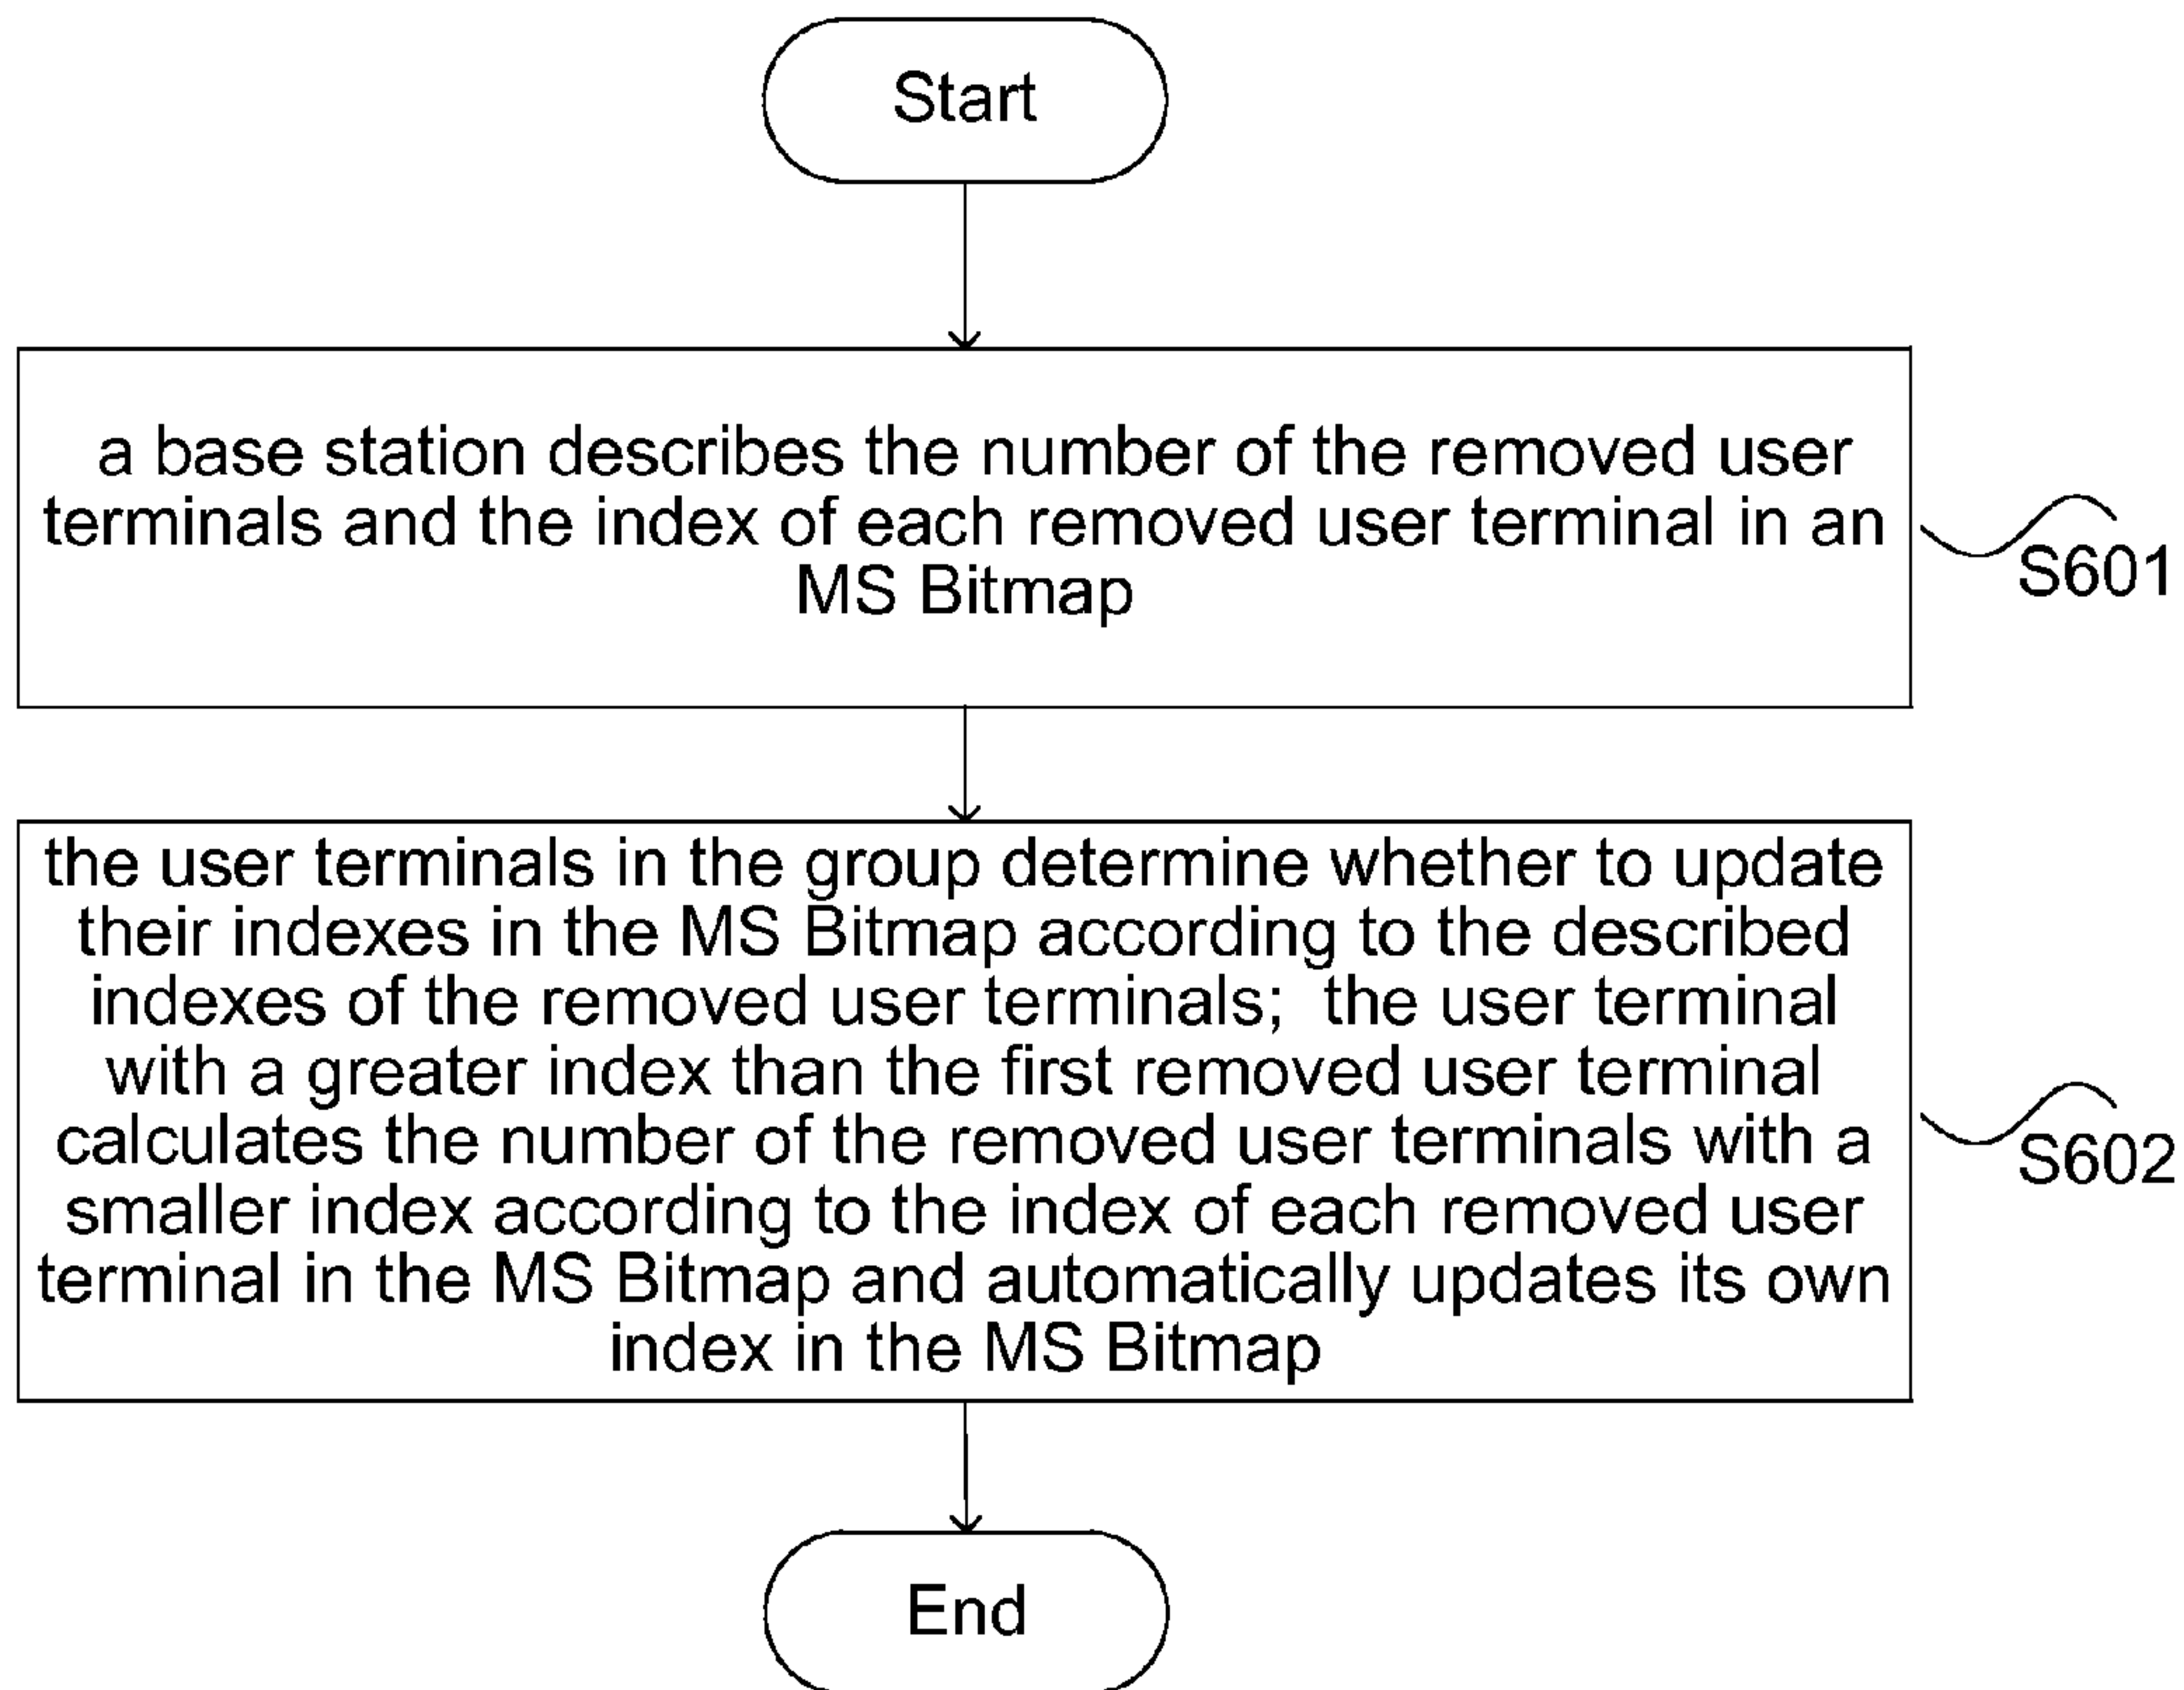 Start
a base station describes the number of the removed user
terminals and the index of each removed user terminal in an
MS Bitmap
S601
the user terminals in the group determine whether to update
their indexes in the MS Bitmap according to the described
indexes of the removed user terminals; the user terminal
with a greater index than the first removed user terminal
calculates the number of the removed user terminals with a
smaller index according to the index of each removed user
terminal in the MS Bitmap and automatically updates its own
index in the MS Bitmap
S602
End